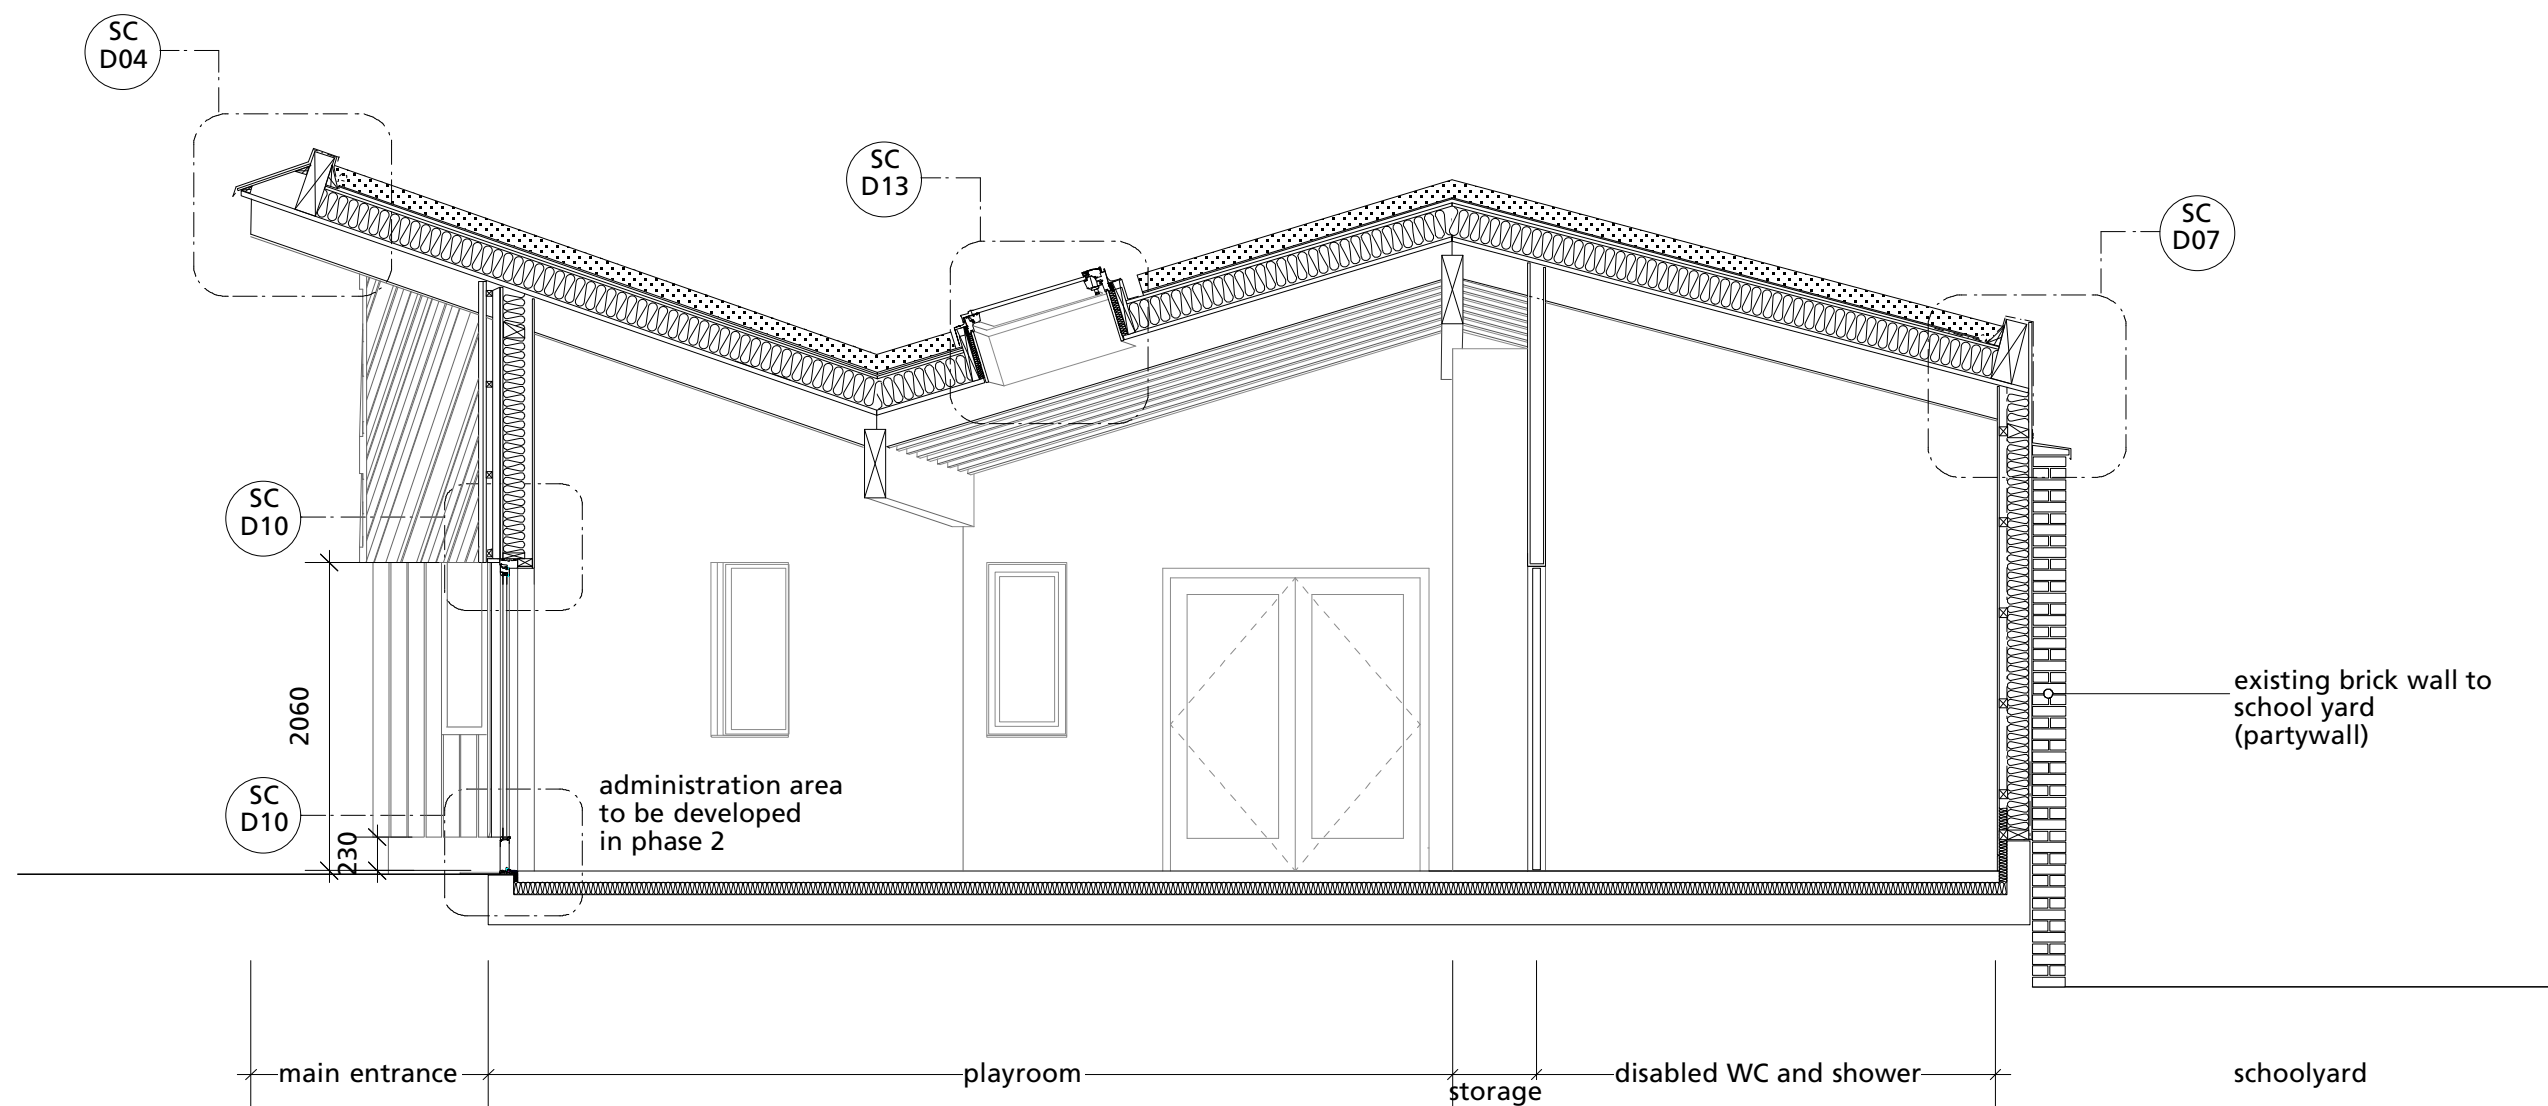 SC
D04
SC
D13
SC
D07
SC
D10
2060
existing brick wall to
school yard
(partywall)
administration area
to be developed
in phase 2
SC
D10
230
main entrance
playroom
storage
disabled WC and shower
schoolyard